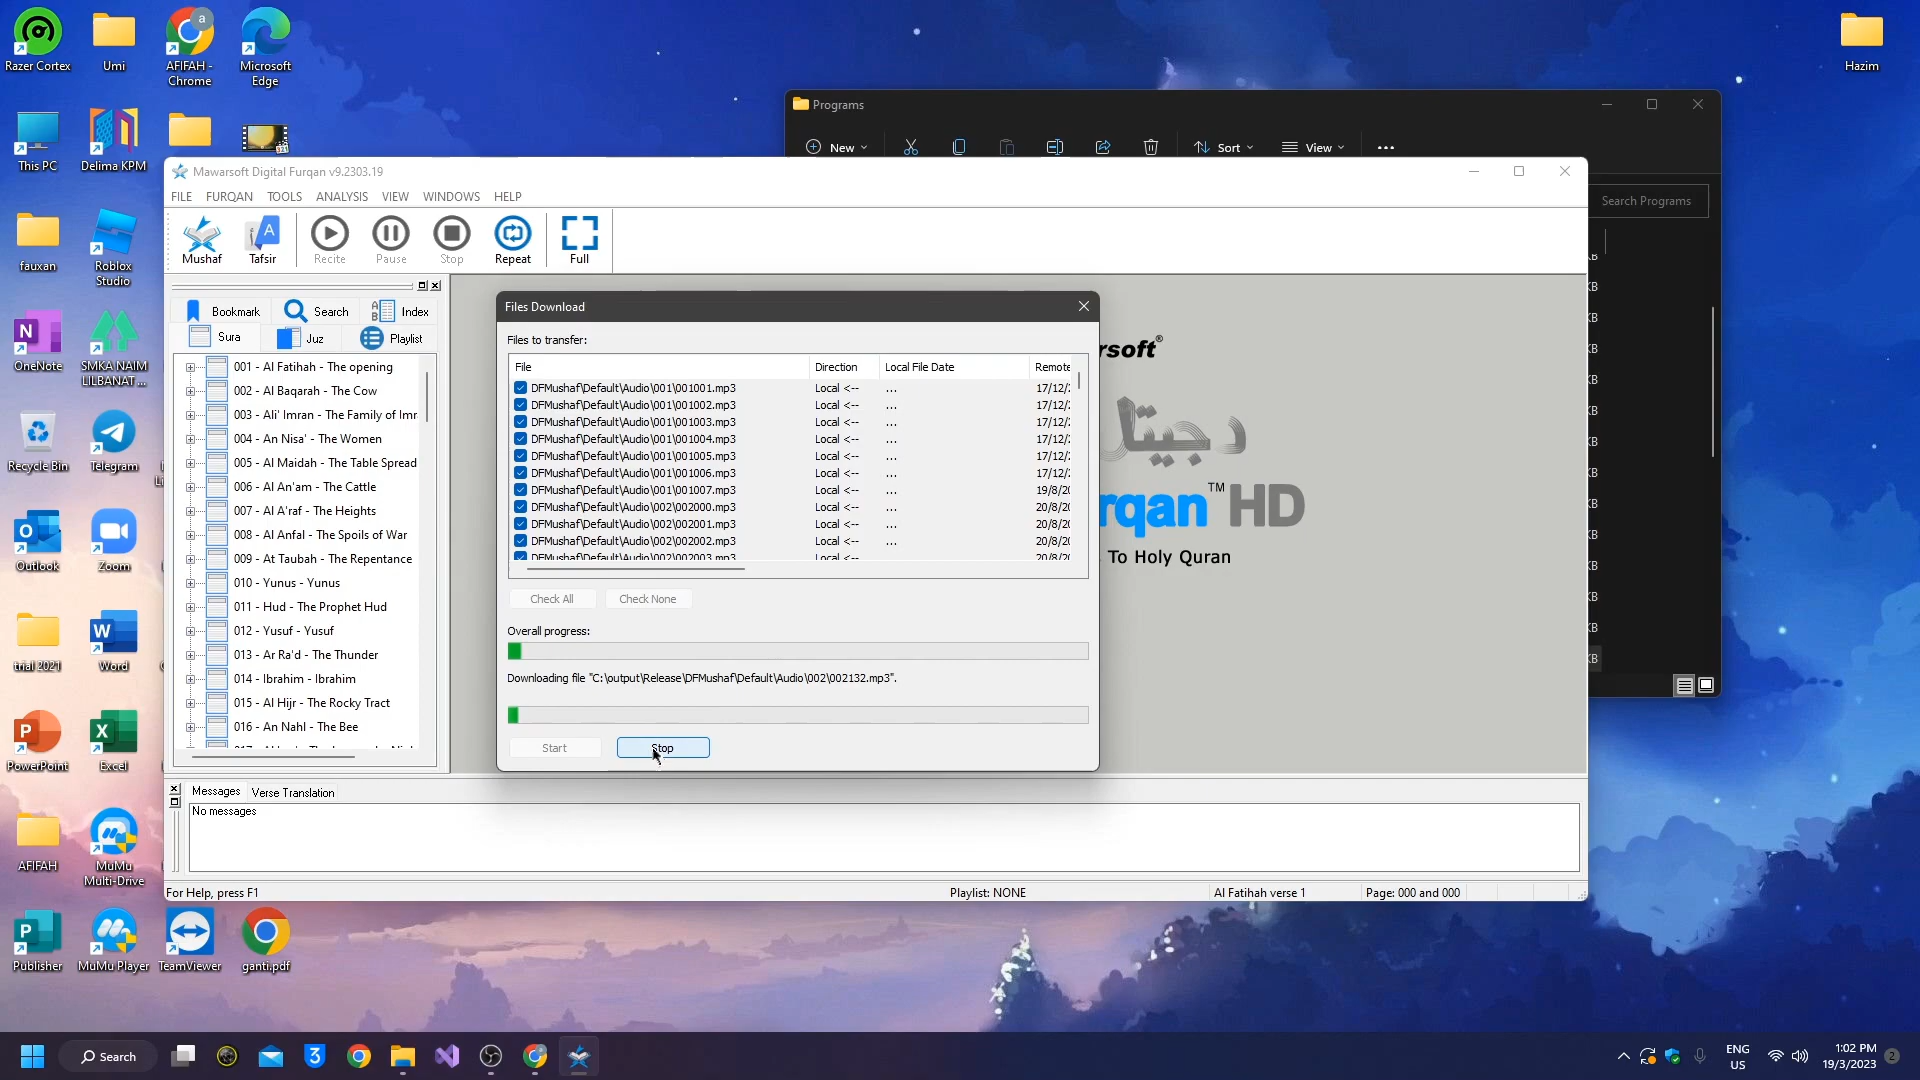 Razer Cortex
Umi
AFIFAH -
Chrome
Microsoft
Edge
Hazim
This PC
Delima KPM
fauxan
Roblox
Studio
OneNote
SMKA NAIM
LILBANAT ...
Recycle Bin
Telegram
Outlook
Zoom
trial 2021
Word
PowerPoint
Excel
AFIFAH
MuMu
Multi-Drive
Publisher
MuMu Player
TeamViewer
ganti.pdf
Programs
New
Sort
View
Search Programs
Mawarsoft Digital Furqan v9.2303.19
FILE FURQAN TOOLS ANALYSIS VIEW WINDOWS HELP
Mushaf Tafsir Recite Pause Stop Repeat Full
Bookmark Search Index
Sura Juz Playlist
001 - Al Fatihah - The opening
002 - Al Baqarah - The Cow
003 - Ali' Imran - The Family of Imr
004 - An Nisa' - The Women
005 - Al Maidah - The Table Spread
006 - Al An'am - The Cattle
007 - Al A'raf - The Heights
008 - Al Anfal - The Spoils of War
009 - At Taubah - The Repentance
010 - Yunus - Yunus
011 - Hud - The Prophet Hud
012 - Yusuf - Yusuf
013 - Ar Ra'd - The Thunder
014 - Ibrahim - Ibrahim
015 - Al Hijr - The Rocky Tract
016 - An Nahl - The Bee
Files Download
Files to transfer:
File Direction Local File Date Remote
DFMushaf\Default\Audio\001\001001.mp3 Local <-- ... 17/12/
DFMushaf\Default\Audio\001\001002.mp3 Local <-- ... 17/12/
DFMushaf\Default\Audio\001\001003.mp3 Local <-- ... 17/12/
DFMushaf\Default\Audio\001\001004.mp3 Local <-- ... 17/12/
DFMushaf\Default\Audio\001\001005.mp3 Local <-- ... 17/12/
DFMushaf\Default\Audio\001\001006.mp3 Local <-- ... 17/12/
DFMushaf\Default\Audio\001\001007.mp3 Local <-- ... 19/8/20
DFMushaf\Default\Audio\002\002000.mp3 Local <-- ... 20/8/20
DFMushaf\Default\Audio\002\002001.mp3 Local <-- ... 20/8/20
DFMushaf\Default\Audio\002\002002.mp3 Local <-- ... 20/8/20
DFMushaf\Default\Audio\002\002003.mp3 Local <-- 20/8/20
Check All Check None
Overall progress:
Downloading file "C:\output\Release\DFMushaf\Default\Audio\002\002132.mp3".
Start Stop
rsoft®
دجيتل
rqan™HD
To Holy Quran
Messages Verse Translation
No messages
For Help, press F1
Playlist: NONE
Al Fatihah verse 1
Page: 000 and 000
Search
ENG
US
1:02 PM
19/3/2023
2